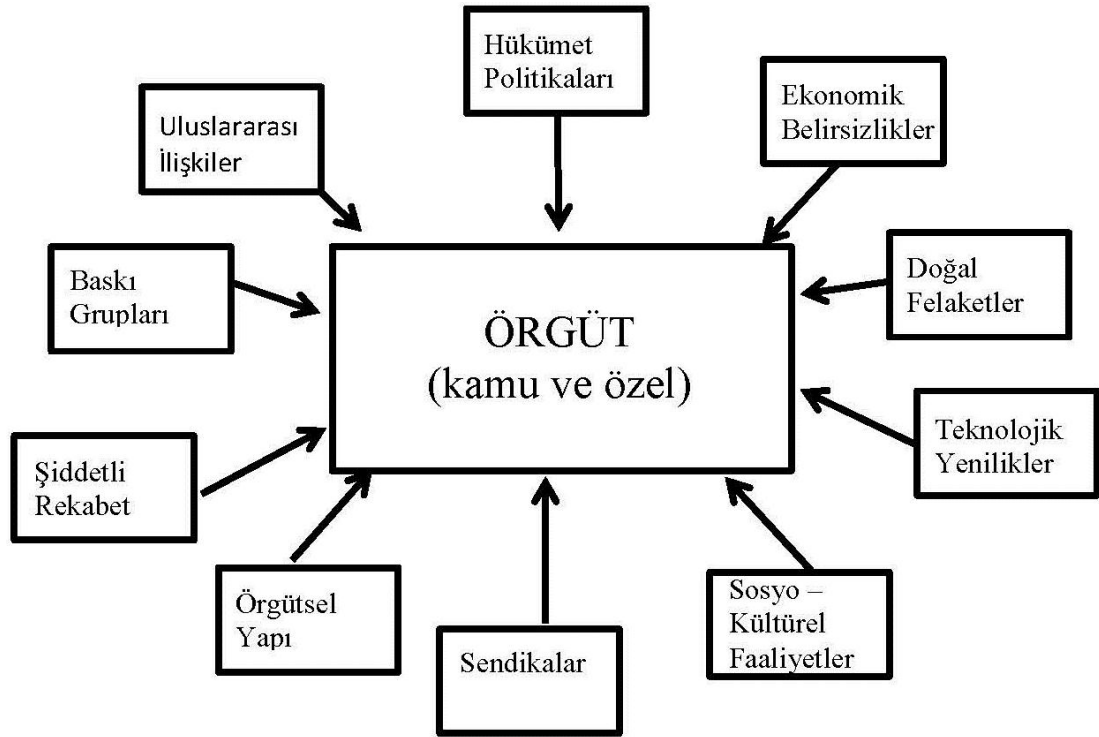 Hükümet
Politikaları
Ekonomik
Belirsizlikler
Uluslararası
İlişkiler
Baskı
Grupları
Doğal
Felaketler
ÖRGÜT
(kamu ve özel)
Şiddetli
Rekabet
Teknolojik
Yenilikler
Örgütsel
Yapı
Sendikalar
Sosyo –
Kültürel
Faaliyetler